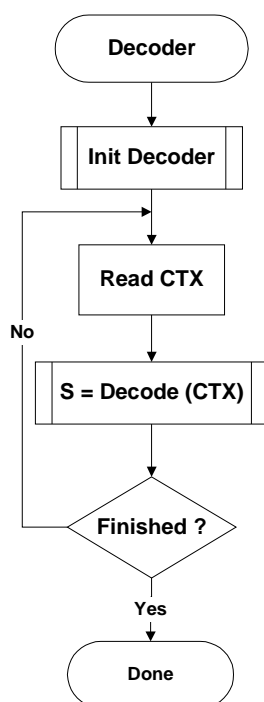 Decoder
Init Decoder
Read CTX
No
S = Decode (CTX)
Finished ?
Yes
Done